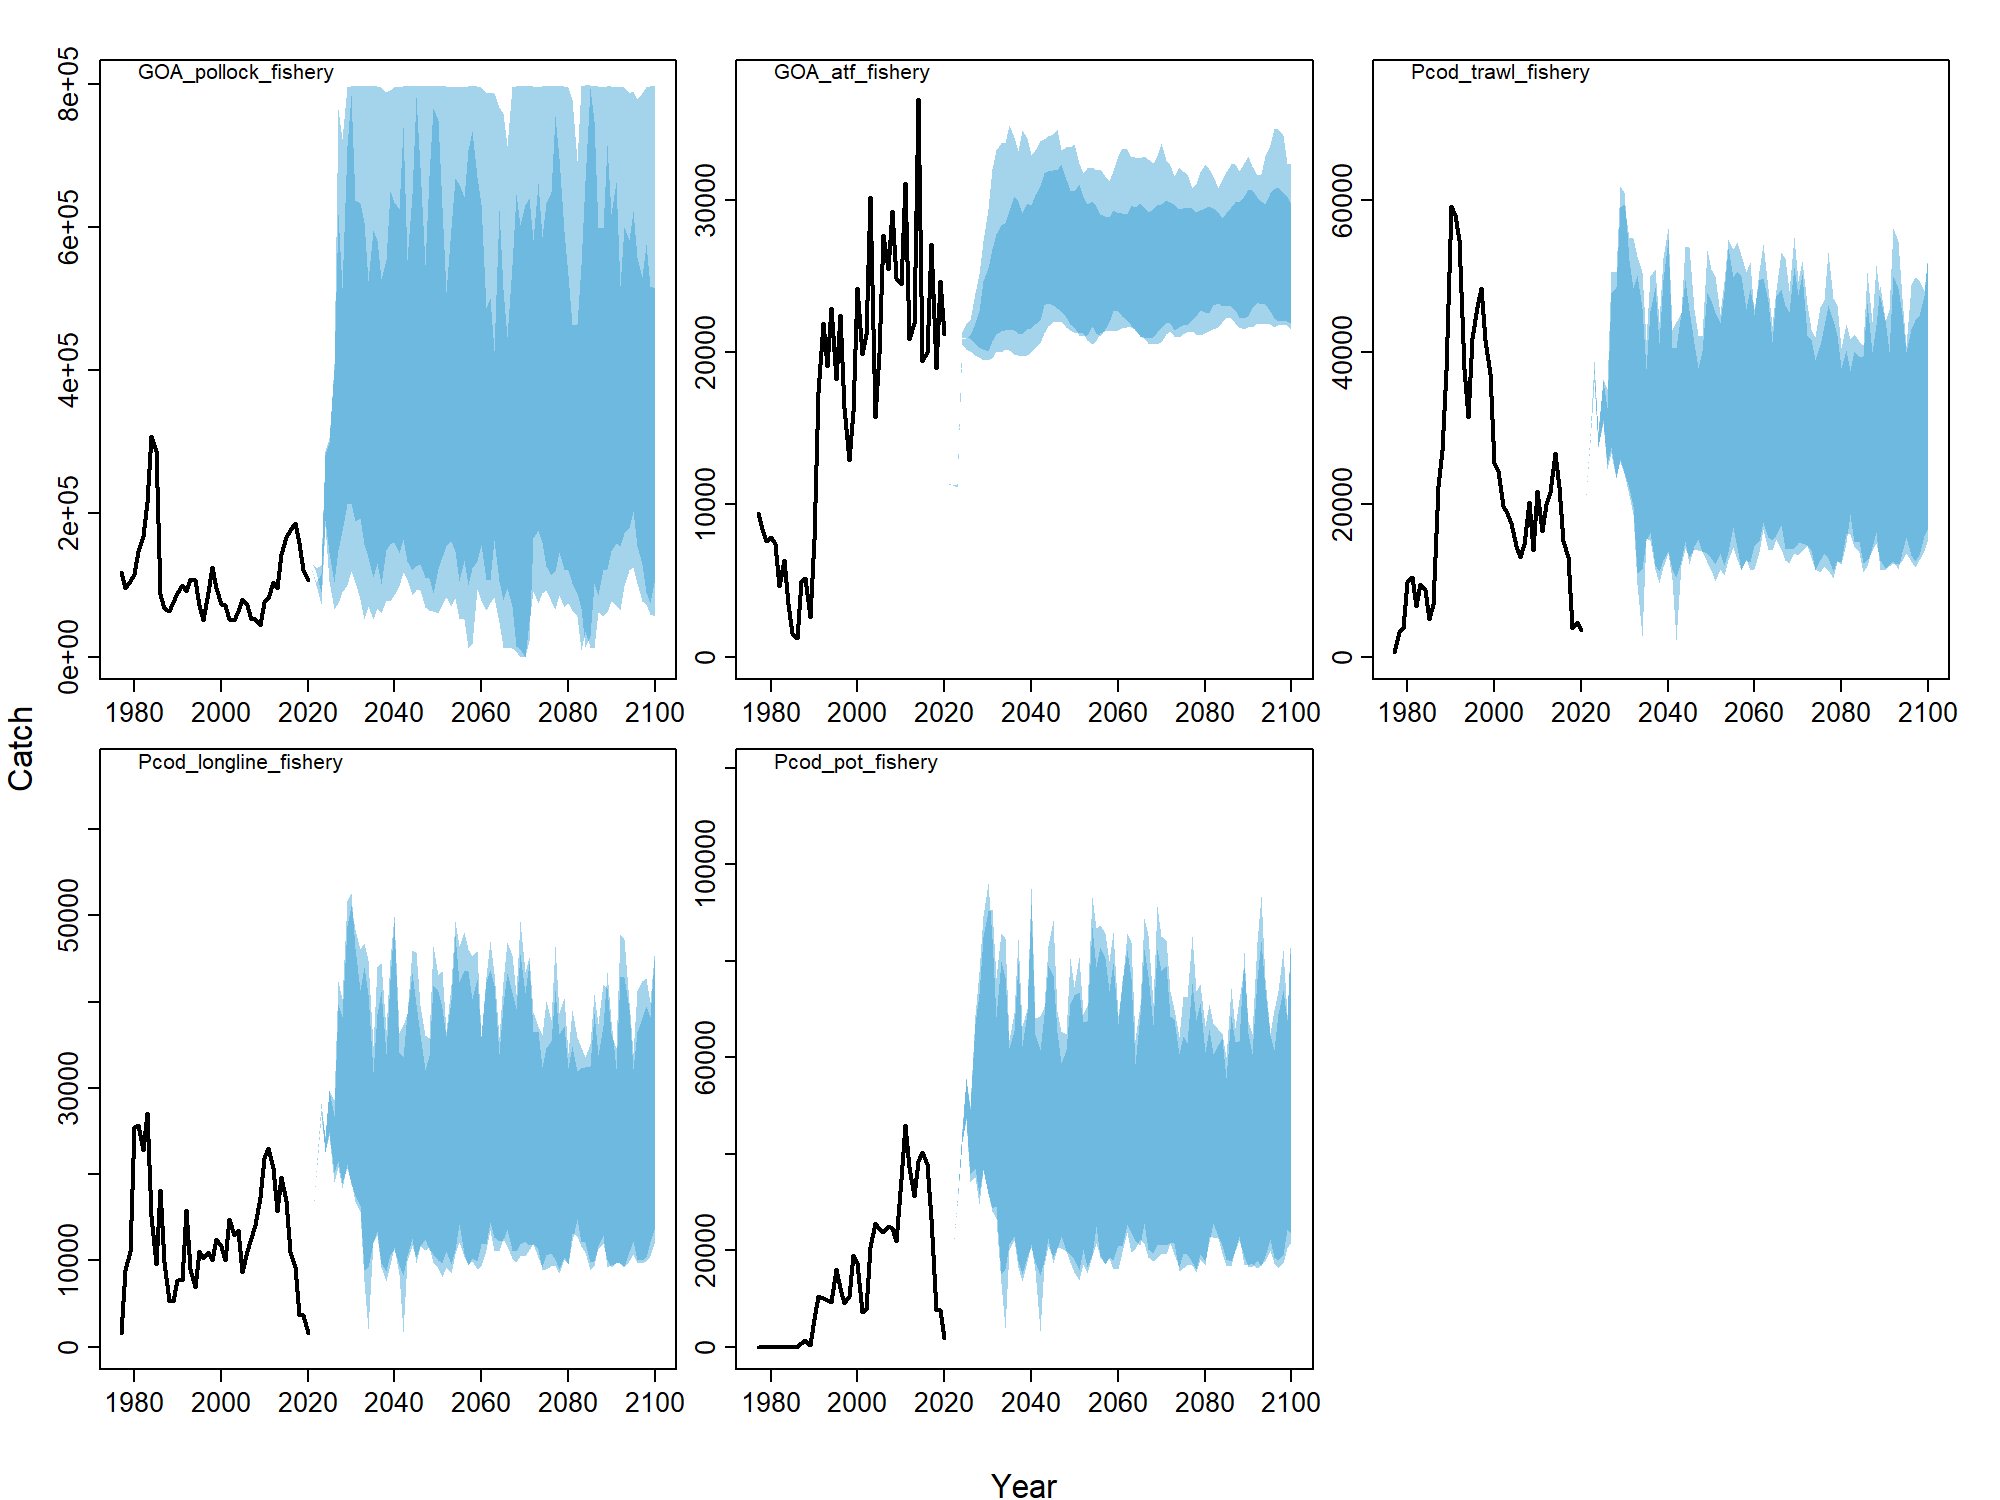 GOA_pollock_fishery
8e+05
6e+05
4e+05
2e+05
0e+00
1980 2000 2020 2040 2060 2080 2100
GOA_atf_fishery
30000
20000
10000
0
1980 2000 2020 2040 2060 2080 2100
Pcod_trawl_fishery
60000
40000
20000
0
1980 2000 2020 2040 2060 2080 2100
Catch
Pcod_longline_fishery
50000
30000
10000
0
1980 2000 2020 2040 2060 2080 2100
Pcod_pot_fishery
100000
60000
20000
0
1980 2000 2020 2040 2060 2080 2100
Year